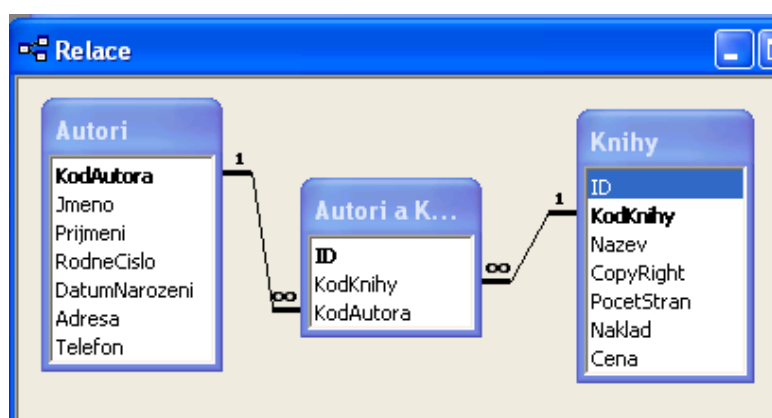 Relace
Autori
KodAutora
Jmeno
Prijmeni
RodneCislo
DatumNarozeni
Adresa
Telefon
1
∞
Autori a K...
ID
KodKnihy
KodAutora
∞
1
Knihy
ID
KodKnihy
Nazev
CopyRight
PocetStran
Naklad
Cena